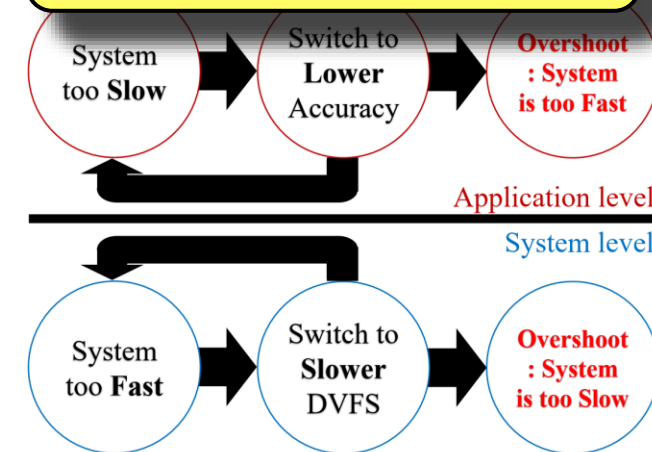 System
too Slow
Switch to
Lower
Accuracy
Overshoot
: System
is too Fast
Application level
System level
System
too Fast
Switch to
Slower
DVFS
Overshoot
: System
is too Slow